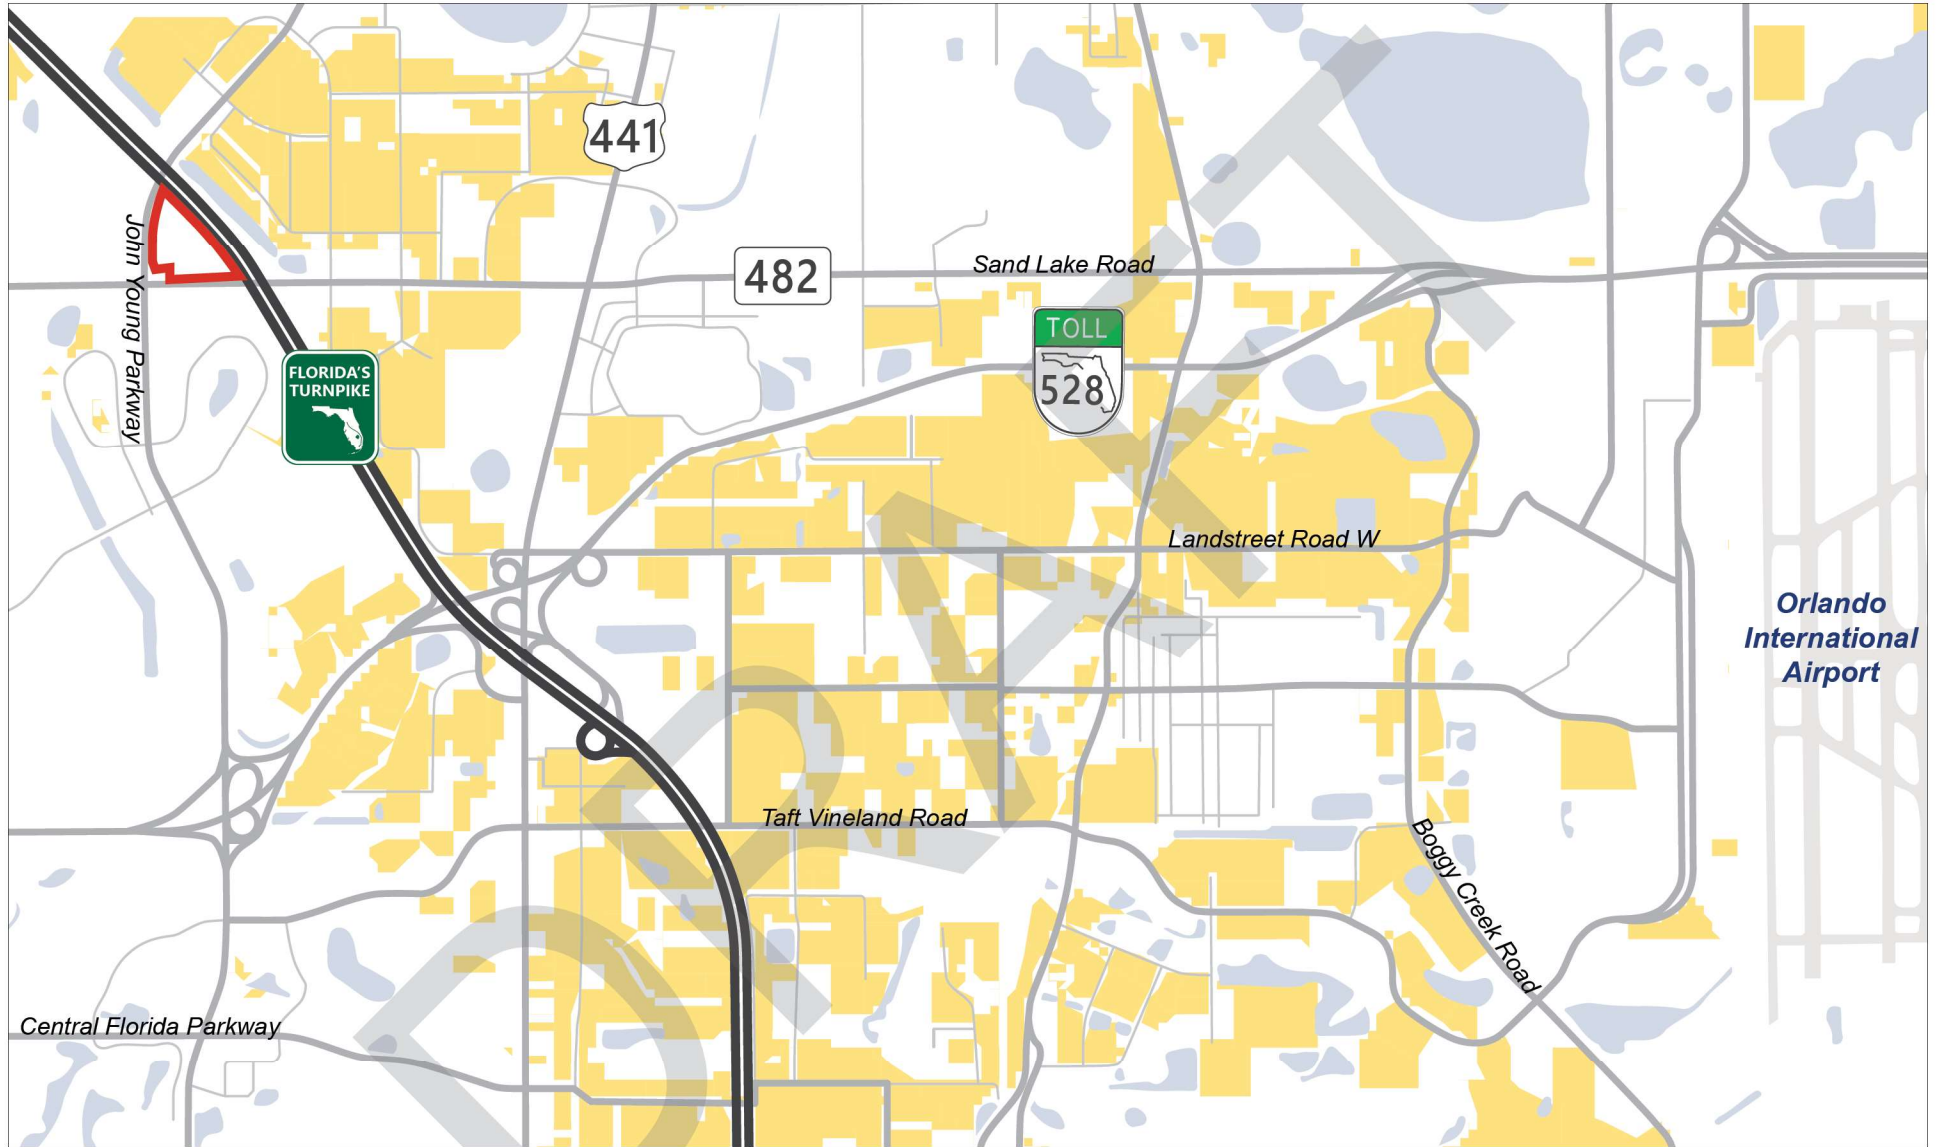 441
John Young Parkway
482
Sand Lake Road
TOLL
528
FLORIDA'S
TURNPIKE
Landstreet Road W
Orlando
International
Airport
Taft Vineland Road
Boggy Creek Road
Central Florida Parkway
DRAFT